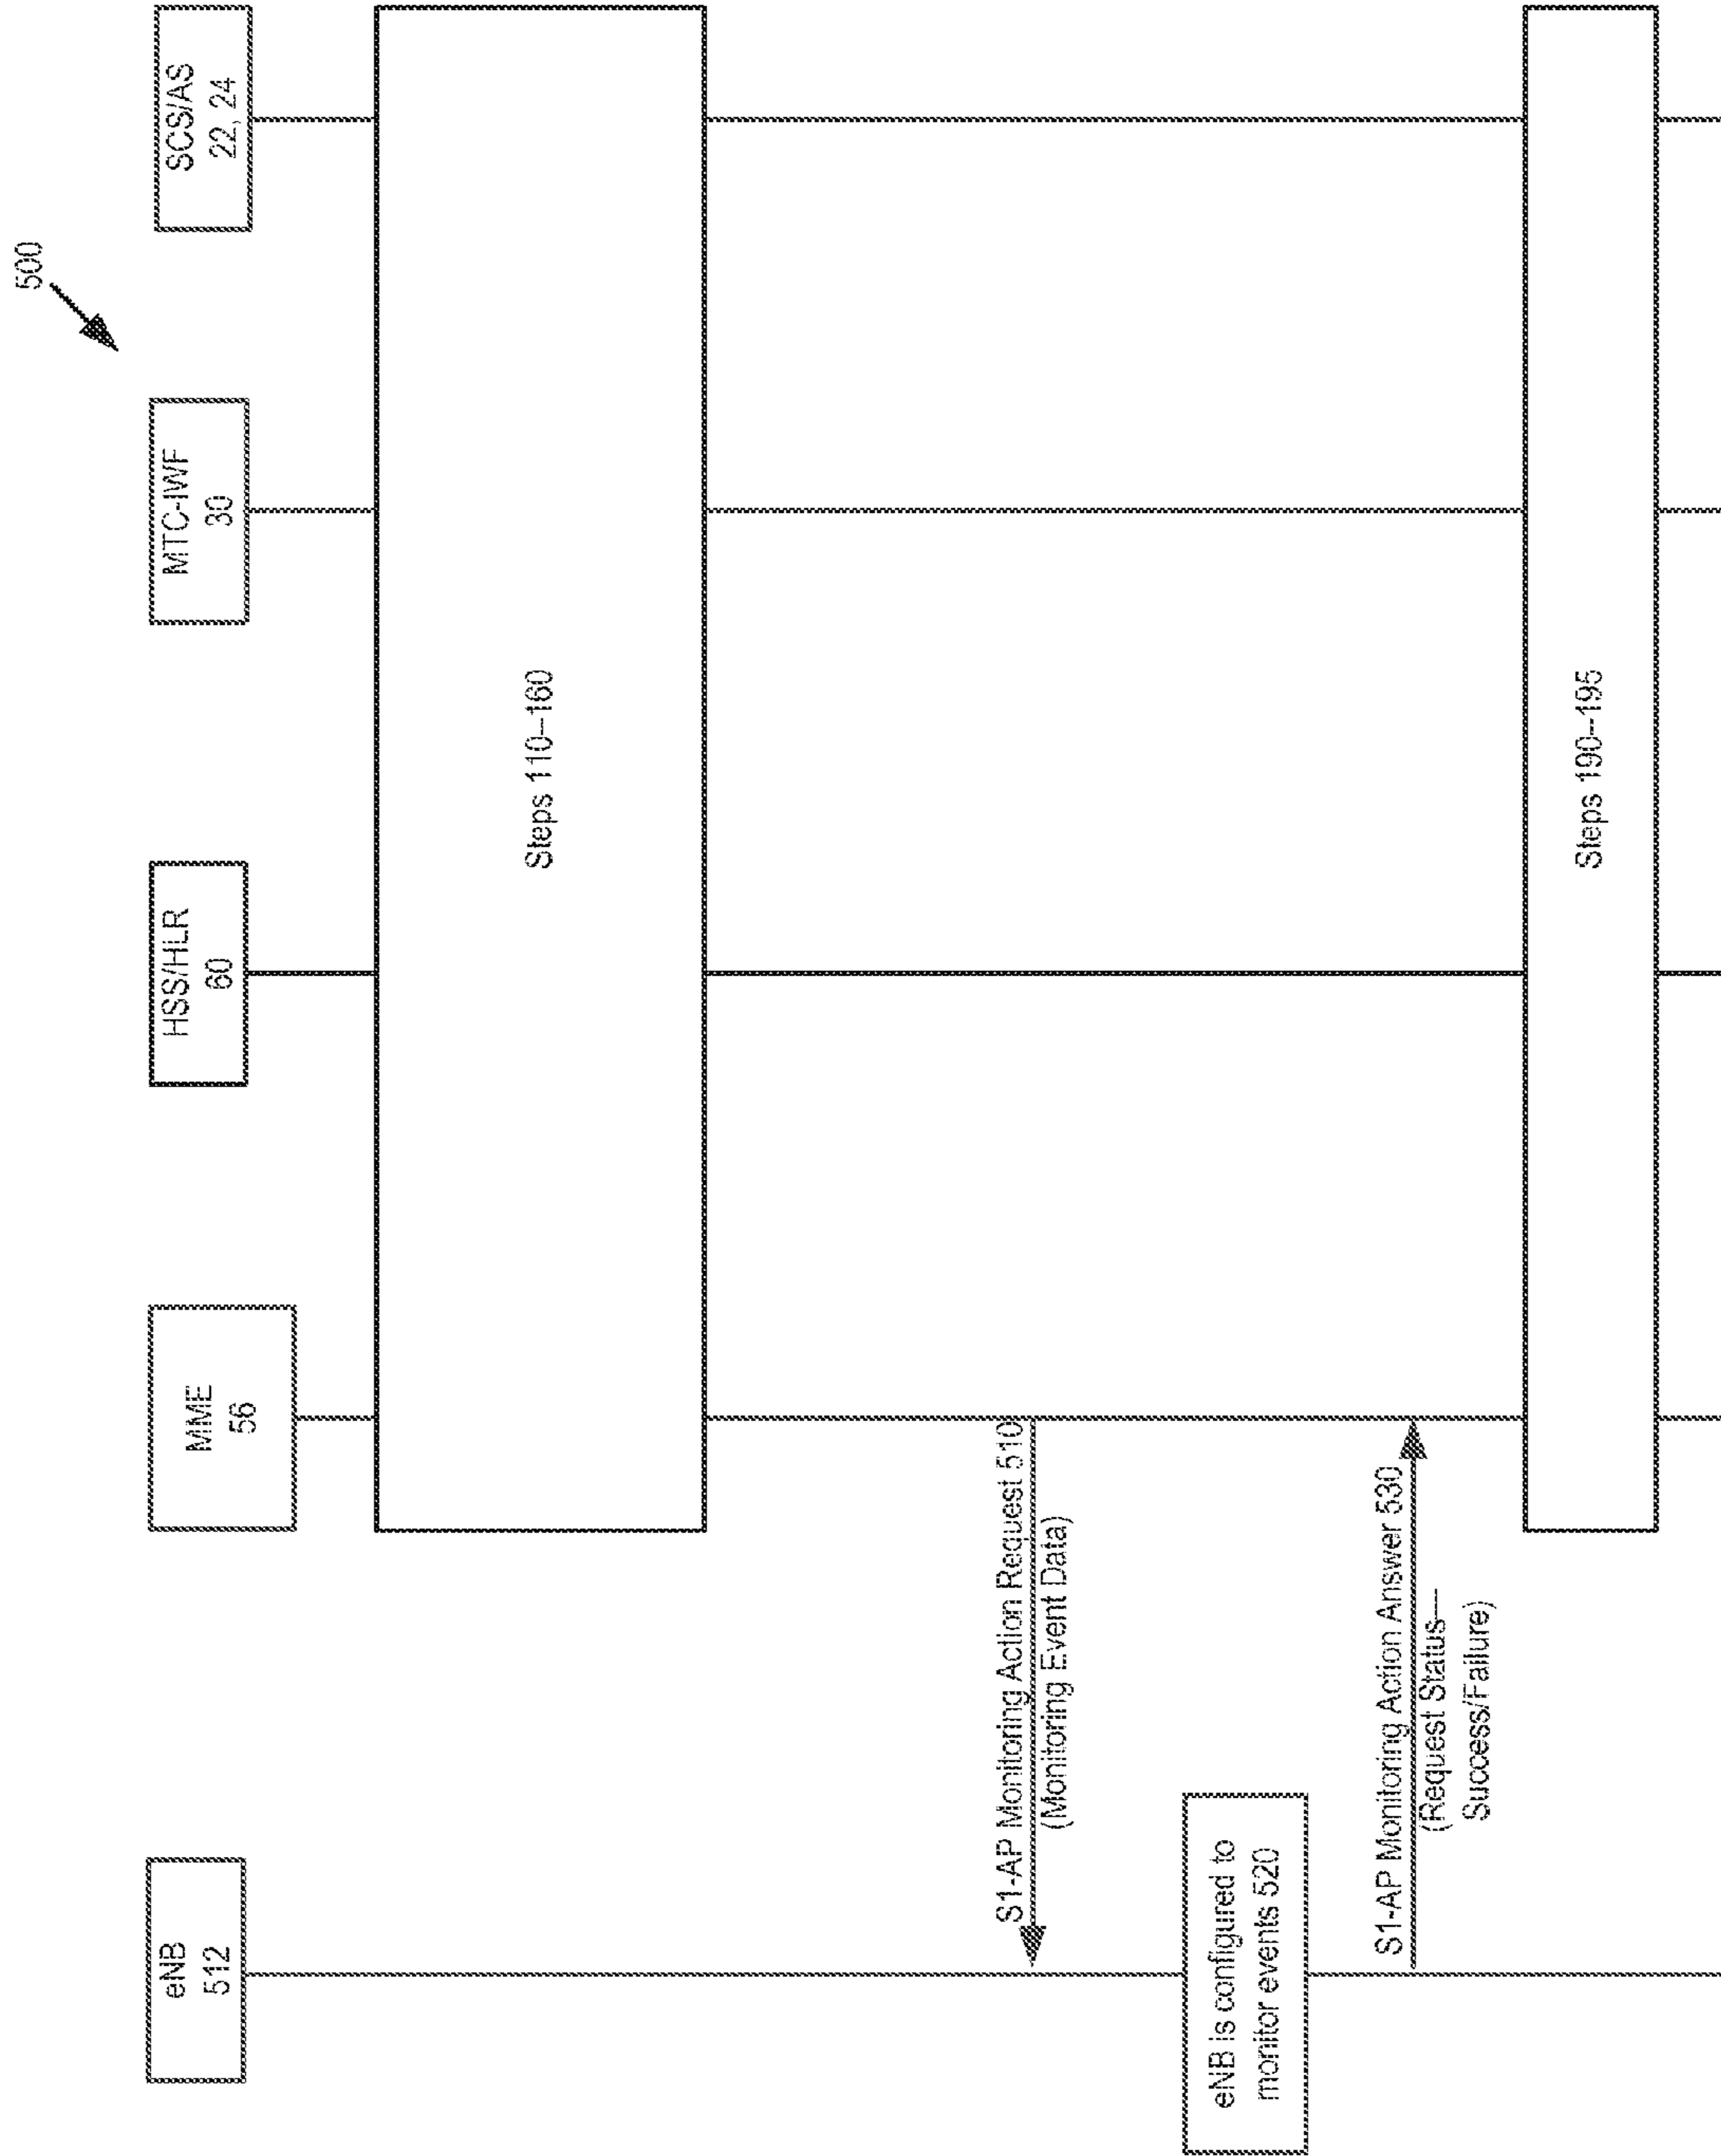 500
eNB
512
MME
56
HSS/HLR
60
MTC-IWF
30
SCS/AS
22, 24
Steps 110–160
S1-AP Monitoring Action Request 510
(Monitoring Event Data)
eNB is configured to
monitor events 520
S1-AP Monitoring Action Answer 530
(Request Status—
Success/Failure)
Steps 190–195